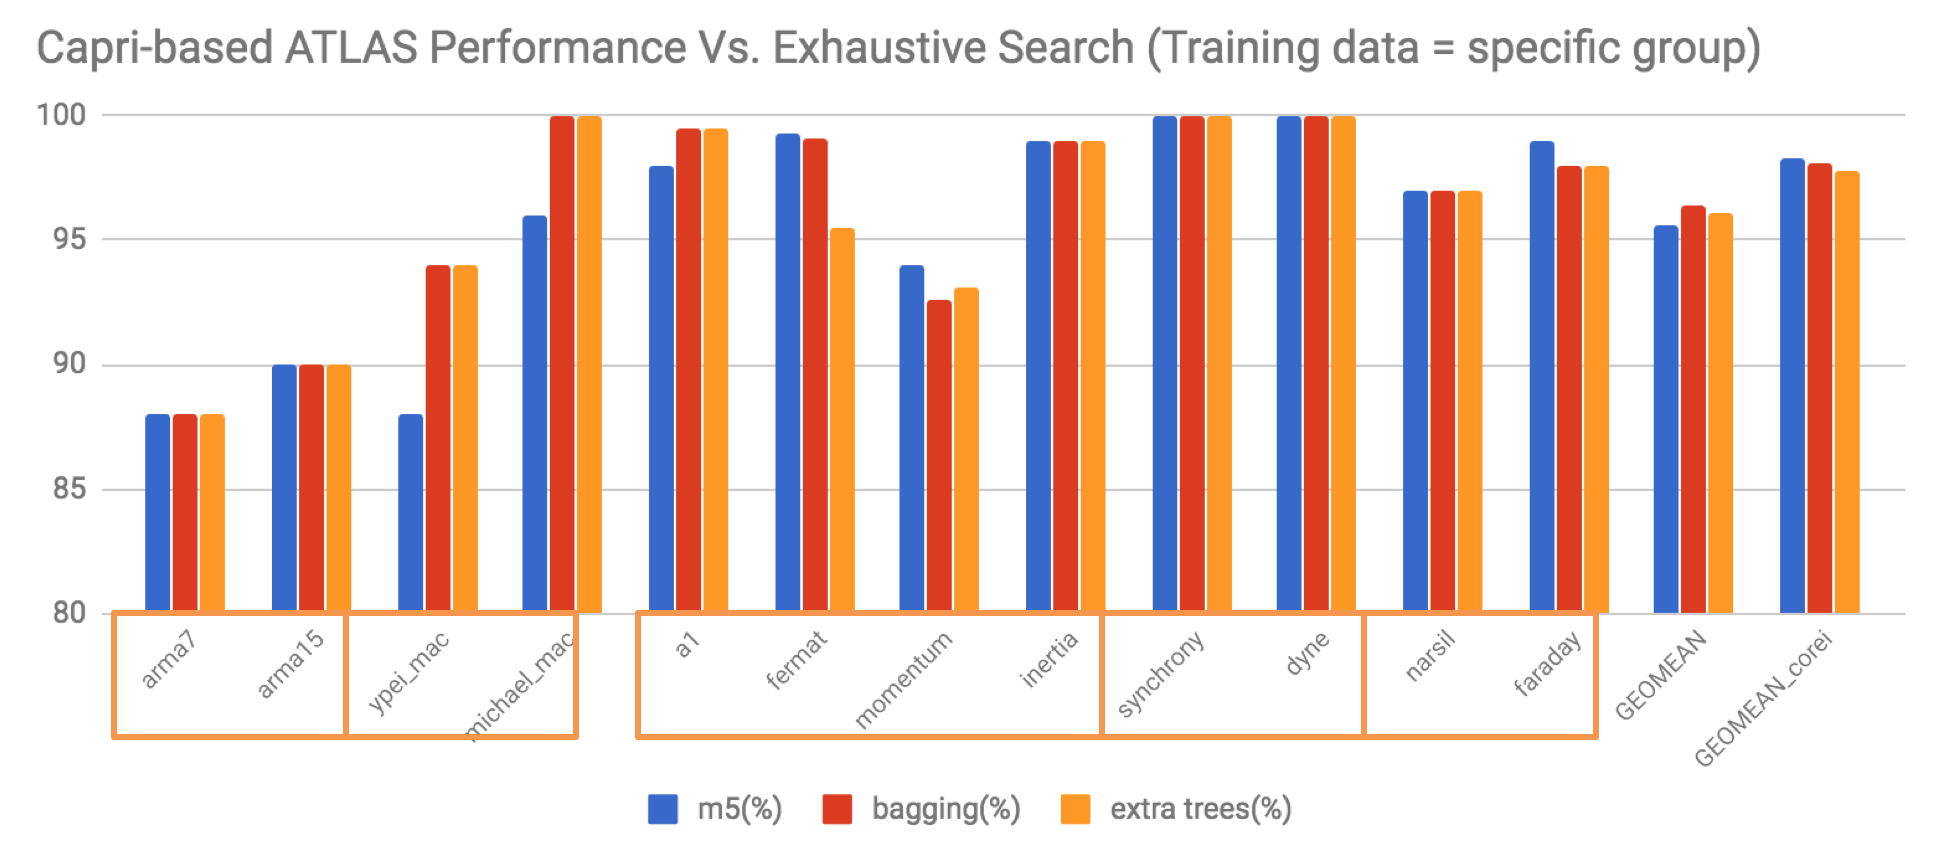 Capri-based ATLAS Performance Vs. Exhaustive Search (Training data = specific group)
100
95
90
85
80
arma7
arma15
ypei_mac
michael_mac
a1
fermat
momentum
inertia
synchrony
dyne
narsil
faraday
GEOMEAN
GEOMEAN_corei
m5(%) bagging(%) extra trees(%)